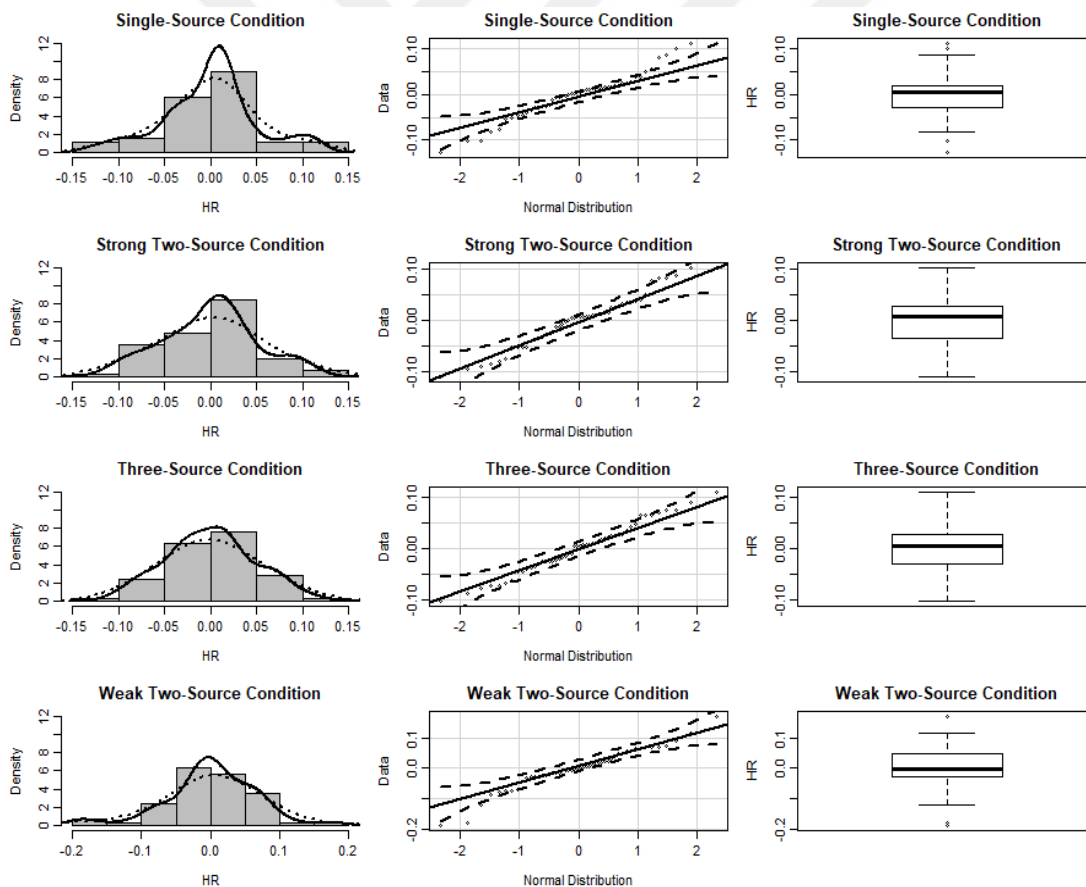 Single-Source Condition Single-Source Condition Single-Source Condition
Density
0 2 4 6 8 12
-0.15 -0.10 -0.05 0.00 0.05 0.10 0.15
HR
Data
-0.10 0.00 0.10
-2 -1 0 1 2
Normal Distribution
HR
-0.10 0.00 0.10
Strong Two-Source Condition Strong Two-Source Condition Strong Two-Source Condition
Density
0 2 4 6 8 12
-0.15 -0.10 -0.05 0.00 0.05 0.10 0.15
HR
Data
-0.10 0.00 0.10
-2 -1 0 1 2
Normal Distribution
HR
-0.10 0.00 0.10
Three-Source Condition Three-Source Condition Three-Source Condition
Density
0 2 4 6 8 12
-0.15 -0.10 -0.05 0.00 0.05 0.10 0.15
HR
Data
-0.10 0.00 0.10
-2 -1 0 1 2
Normal Distribution
HR
-0.10 0.00 0.10
Weak Two-Source Condition Weak Two-Source Condition Weak Two-Source Condition
Density
0 2 4 6 8 12
-0.2 -0.1 0.0 0.1 0.2
HR
Data
-0.2 0.0 0.1
-2 -1 0 1 2
Normal Distribution
HR
-0.2 0.0 0.1